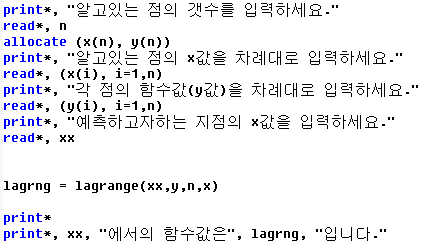 print*, "알고있는 점의 갯수를 입력하세요."
read*, n
allocate (x(n), y(n))
print*, "알고있는 점의 x값을 차례대로 입력하세요."
read*, (x(i), i=1,n)
print*, "각 점의 함수값(y값)을 차례대로 입력하세요."
read*, (y(i), i=1,n)
print*, "예측하고자하는 지점의 x값을 입력하세요."
read*, xx
lagrng = lagrange(xx,y,n,x)
print*
print*, xx, "에서의 함수값은", lagrng, "입니다."